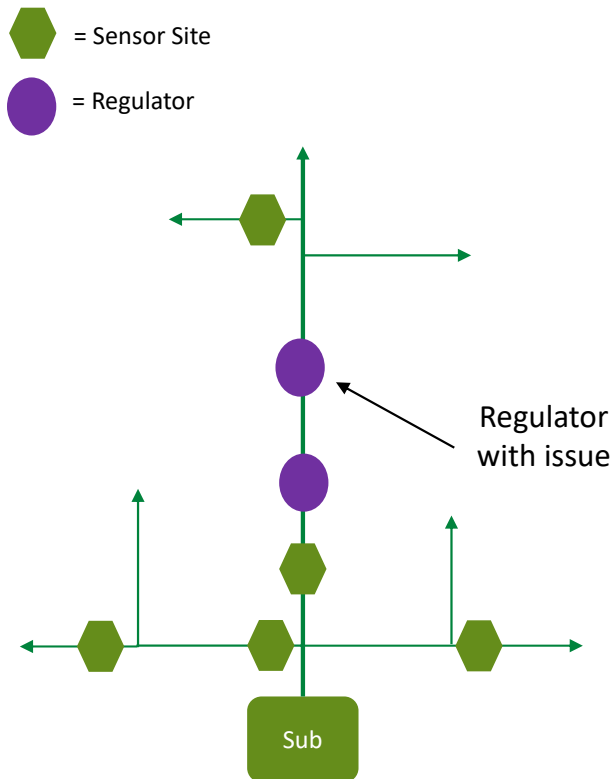 = Sensor Site
= Regulator
Regulator
with issue
Sub